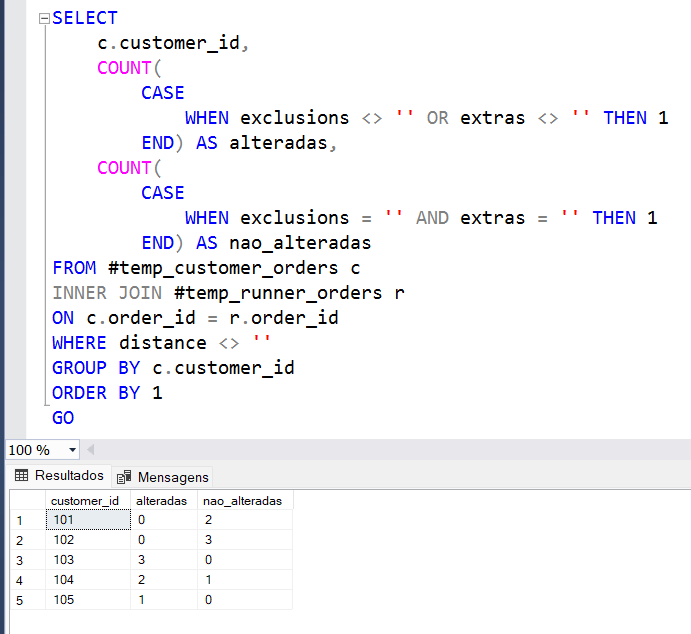 SELECT
c.customer_id,
COUNT(
CASE
WHEN exclusions <> '' OR extras <> '' THEN 1
END) AS alteradas,
COUNT(
CASE
WHEN exclusions = '' AND extras = '' THEN 1
END) AS nao_alteradas
FROM #temp_customer_orders c
INNER JOIN #temp_runner_orders r
ON c.order_id = r.order_id
WHERE distance <> ''
GROUP BY c.customer_id
ORDER BY 1
GO
100 %
Resultados Mensagens
customer_id alteradas nao_alteradas
1 101 0 2
2 102 0 3
3 103 3 0
4 104 2 1
5 105 1 0